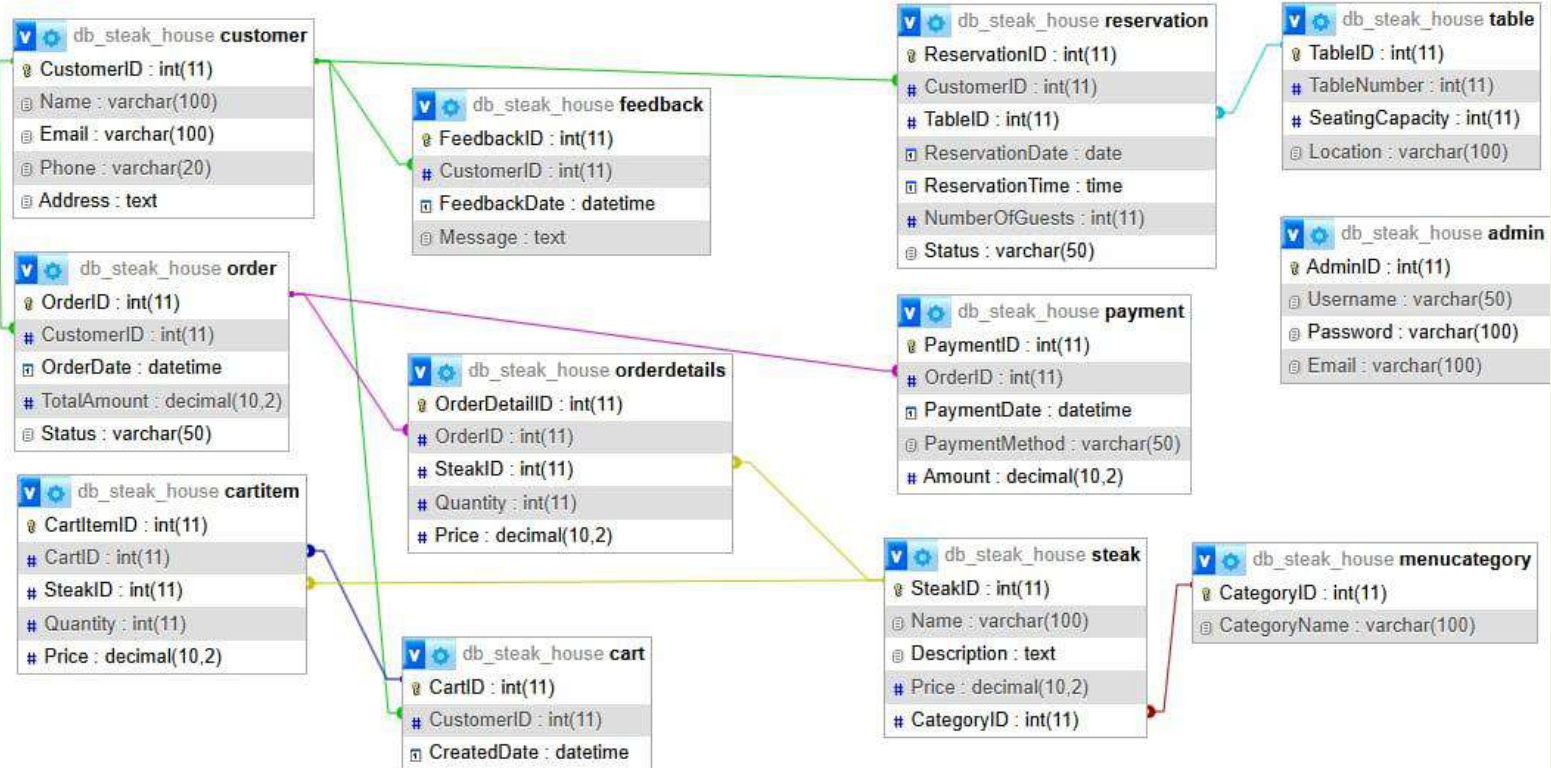 db_steak_house customer
CustomerID : int(11)
Name : varchar(100)
Email : varchar(100)
Phone : varchar(20)
Address : text
db_steak_house feedback
FeedbackID : int(11)
CustomerID : int(11)
FeedbackDate : datetime
Message : text
db_steak_house reservation
ReservationID : int(11)
CustomerID : int(11)
TableID : int(11)
ReservationDate : date
ReservationTime : time
NumberOfGuests : int(11)
Status : varchar(50)
db_steak_house table
TableID : int(11)
TableNumber : int(11)
SeatingCapacity : int(11)
Location : varchar(100)
db_steak_house admin
AdminID : int(11)
Username : varchar(50)
Password : varchar(100)
Email : varchar(100)
db_steak_house order
OrderID : int(11)
CustomerID : int(11)
OrderDate : datetime
TotalAmount : decimal(10,2)
Status : varchar(50)
db_steak_house orderdetails
OrderDetailID : int(11)
OrderID : int(11)
SteakID : int(11)
Quantity : int(11)
Price : decimal(10,2)
db_steak_house payment
PaymentID : int(11)
OrderID : int(11)
PaymentDate : datetime
PaymentMethod : varchar(50)
Amount : decimal(10,2)
db_steak_house cartitem
CartItemID : int(11)
CartID : int(11)
SteakID : int(11)
Quantity : int(11)
Price : decimal(10,2)
db_steak_house cart
CartID : int(11)
CustomerID : int(11)
CreatedDate : datetime
db_steak_house steak
SteakID : int(11)
Name : varchar(100)
Description : text
Price : decimal(10,2)
CategoryID : int(11)
db_steak_house menucategory
CategoryID : int(11)
CategoryName : varchar(100)